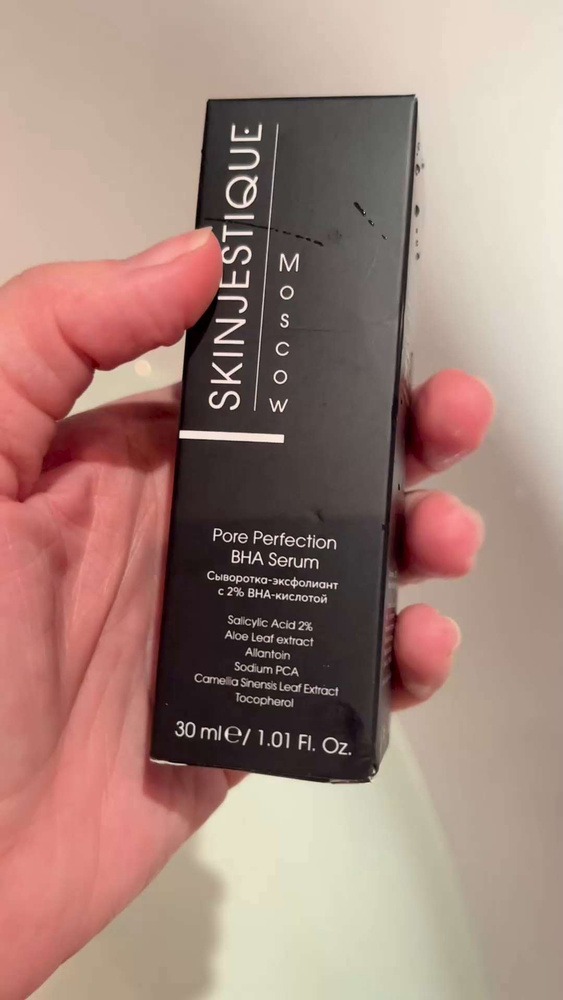 SKINJESTIQUE
Moscow
Pore Perfection
BHA Serum
Сыворотка-эксфолиант
с 2% BHA-кислотой
Salicylic Acid 2%
Aloe Leaf extract
Allantoin
Sodium PCA
Camellia Sinensis Leaf Extract
Tocopherol
30 ml ℮/ 1.01 Fl. Oz.